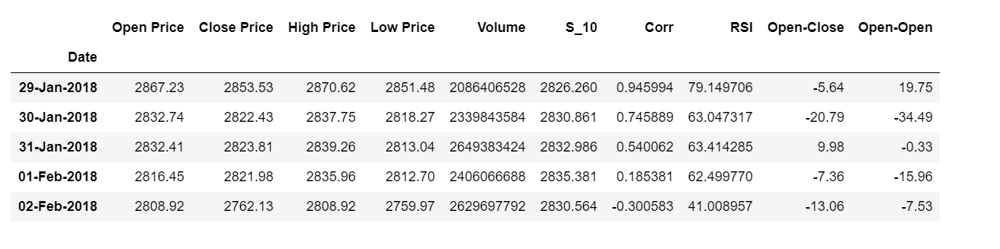 Open Price Close Price High Price Low Price Volume S_10 Corr RSI Open-Close Open-Open
Date
29-Jan-2018 2867.23 2853.53 2870.62 2851.48 2086406528 2826.260 0.945994 79.149706 -5.64 19.75
30-Jan-2018 2832.74 2822.43 2837.75 2818.27 2339843584 2830.861 0.745889 63.047317 -20.79 -34.49
31-Jan-2018 2832.41 2823.81 2839.26 2813.04 2649383424 2832.986 0.540062 63.414285 9.98 -0.33
01-Feb-2018 2816.45 2821.98 2835.96 2812.70 2406066688 2835.381 0.185381 62.499770 -7.36 -15.96
02-Feb-2018 2808.92 2762.13 2808.92 2759.97 2629697792 2830.564 -0.300583 41.008957 -13.06 -7.53